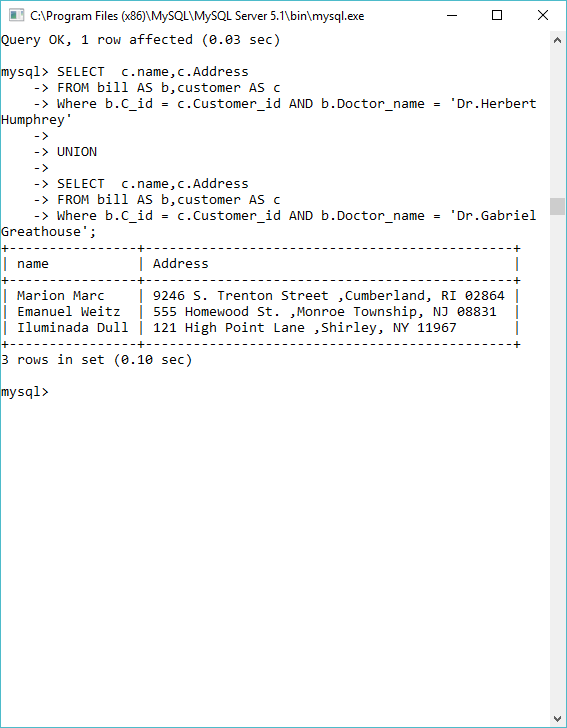 C:\Program Files (x86)\MySQL\MySQL Server 5.1\bin\mysql.exe
Query OK, 1 row affected (0.03 sec)
mysql> SELECT  c.name,c.Address
    -> FROM bill AS b,customer AS c
    -> Where b.C_id = c.Customer_id AND b.Doctor_name = 'Dr.Herbert
Humphrey'
    ->
    -> UNION
    ->
    -> SELECT  c.name,c.Address
    -> FROM bill AS b,customer AS c
    -> Where b.C_id = c.Customer_id AND b.Doctor_name = 'Dr.Gabriel
Greathouse';
+----------------+----------------------------------------------+
| name           | Address                                      |
+----------------+----------------------------------------------+
| Marion Marc    | 9246 S. Trenton Street ,Cumberland, RI 02864 |
| Emanuel Weitz  | 555 Homewood St. ,Monroe Township, NJ 08831  |
| Iluminada Dull | 121 High Point Lane ,Shirley, NY 11967       |
+----------------+----------------------------------------------+
3 rows in set (0.10 sec)
mysql>